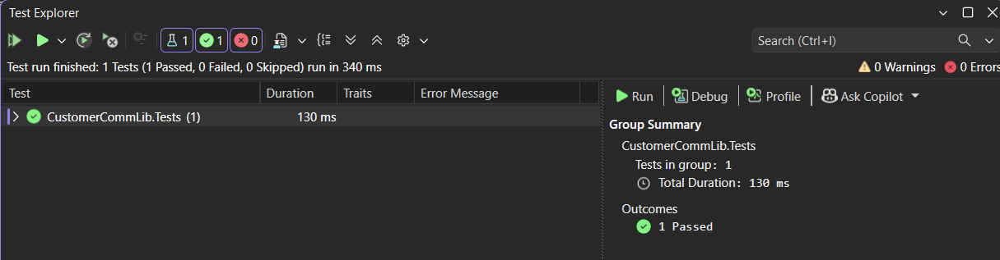 Test Explorer
1 1 0 Search (Ctrl+I)
Test run finished: 1 Tests (1 Passed, 0 Failed, 0 Skipped) run in 340 ms 0 Warnings 0 Errors
Test Duration Traits Error Message
CustomerCommLib.Tests (1) 130 ms
Run Debug Profile Ask Copilot
Group Summary
CustomerCommLib.Tests
Tests in group: 1
Total Duration: 130 ms
Outcomes
1 Passed